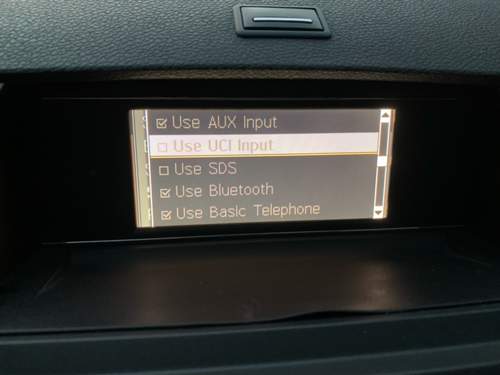 Use AUX Input
Use UCI Input
Use SDS
Use Bluetooth
Use Basic Telephone